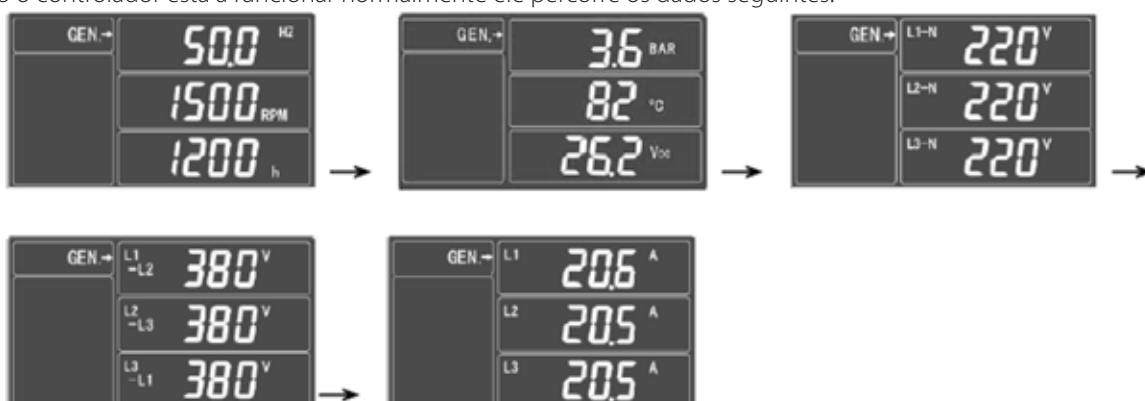 o o controlador está a funcionar normalmente ele percorre os dados seguintes:
GEN.→ 50.0 HZ
1500 RPM
1200 h
→
GEN.→ 3.6 BAR
82 °C
26.2 VDC
→
GEN.→ L1-N 220 V
L2-N 220 V
L3-N 220 V
→
GEN.→ L1-L2 380 V
L2-L3 380 V
L3-L1 380 V
→
GEN.→ L1 20.6 A
L2 20.5 A
L3 20.5 A